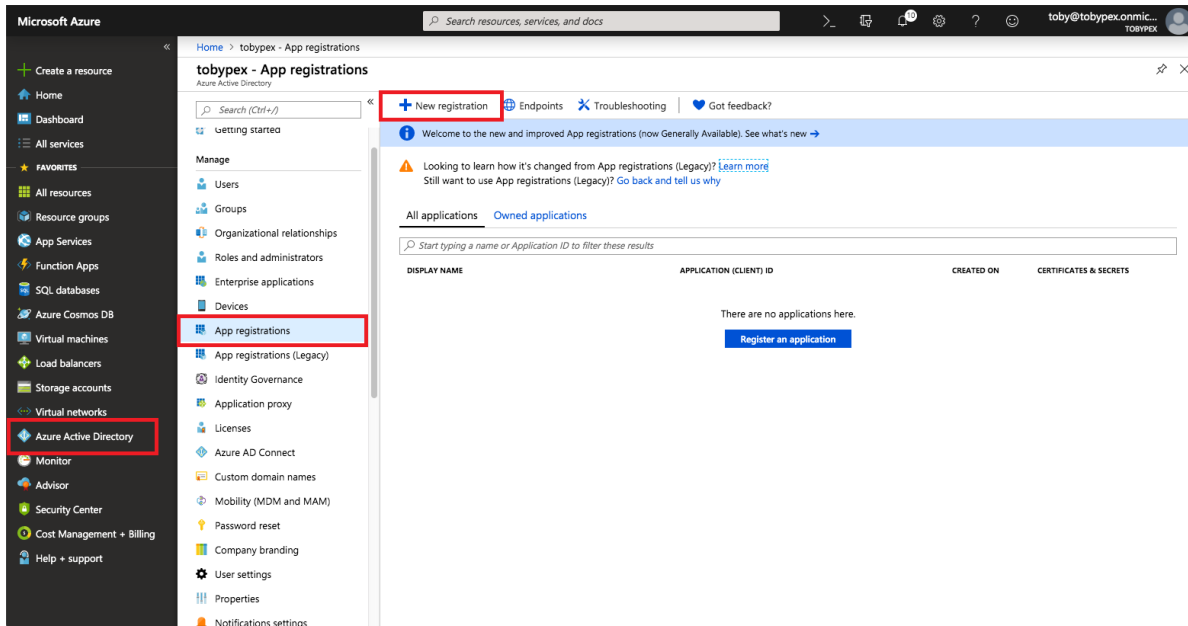 Microsoft Azure
Search resources, services, and docs
>_
10
?
toby@tobypex.onmic...
TOBYPEX
«
Create a resource
Home
Dashboard
All services
FAVORITES
All resources
Resource groups
App Services
Function Apps
SQL databases
Azure Cosmos DB
Virtual machines
Load balancers
Storage accounts
Virtual networks
Azure Active Directory
Monitor
Advisor
Security Center
Cost Management + Billing
Help + support
Home > tobypex - App registrations
tobypex - App registrations
Azure Active Directory
Search (Ctrl+/)
«
Getting started
Manage
Users
Groups
Organizational relationships
Roles and administrators
Enterprise applications
Devices
App registrations
App registrations (Legacy)
Identity Governance
Application proxy
Licenses
Azure AD Connect
Custom domain names
Mobility (MDM and MAM)
Password reset
Company branding
User settings
Properties
Notifications settings
New registration Endpoints Troubleshooting Got feedback?
Welcome to the new and improved App registrations (now Generally Available). See what's new →
Looking to learn how it's changed from App registrations (Legacy)? Learn more
Still want to use App registrations (Legacy)? Go back and tell us why
All applications Owned applications
Start typing a name or Application ID to filter these results
DISPLAY NAME APPLICATION (CLIENT) ID CREATED ON CERTIFICATES & SECRETS
There are no applications here.
Register an application